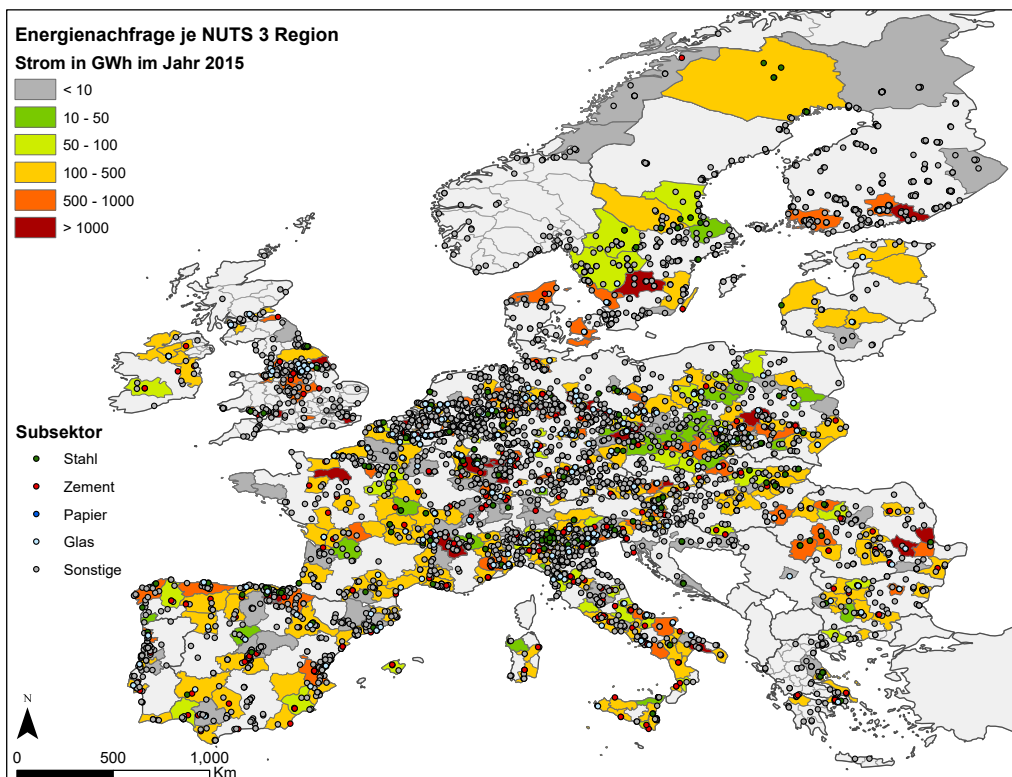 Energienachfrage je NUTS 3 Region
Strom in GWh im Jahr 2015
< 10
10 - 50
50 - 100
100 - 500
500 - 1000
> 1000
Subsektor
Stahl
Zement
Papier
Glas
Sonstige
N
0 500 1,000
Km